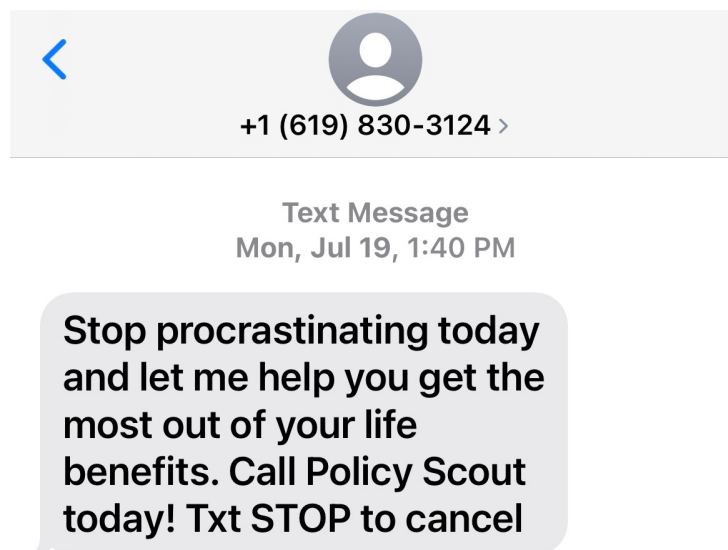 +1 (619) 830-3124
Text Message
Mon, Jul 19, 1:40 PM
Stop procrastinating today
and let me help you get the
most out of your life
benefits. Call Policy Scout
today! Txt STOP to cancel